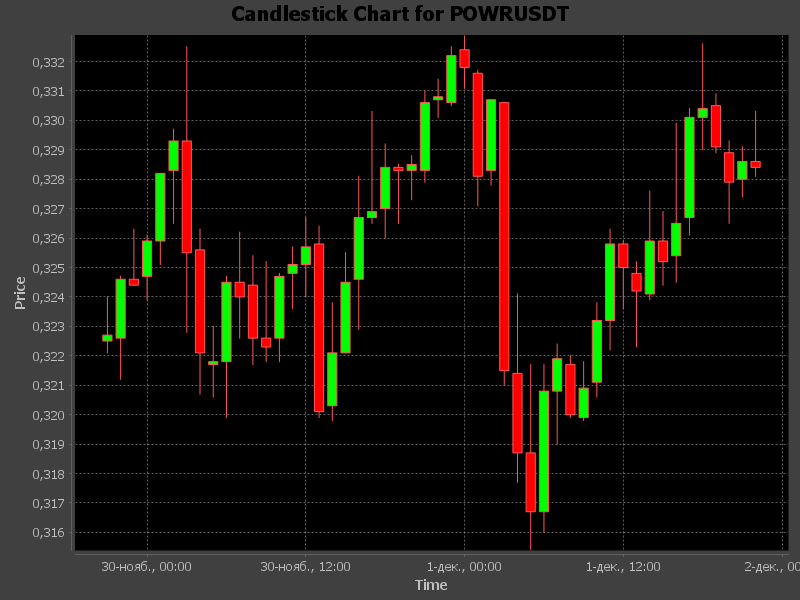 Candlestick Chart for POWRUSDT
0,332
0,331
0,330
0,329
0,328
0,327
0,326
0,325
0,324
0,323
0,322
0,321
0,320
0,319
0,318
0,317
0,316
Price
30-нояб., 00:00
30-нояб., 12:00
1-дек., 00:00
1-дек., 12:00
2-дек., 00
Time